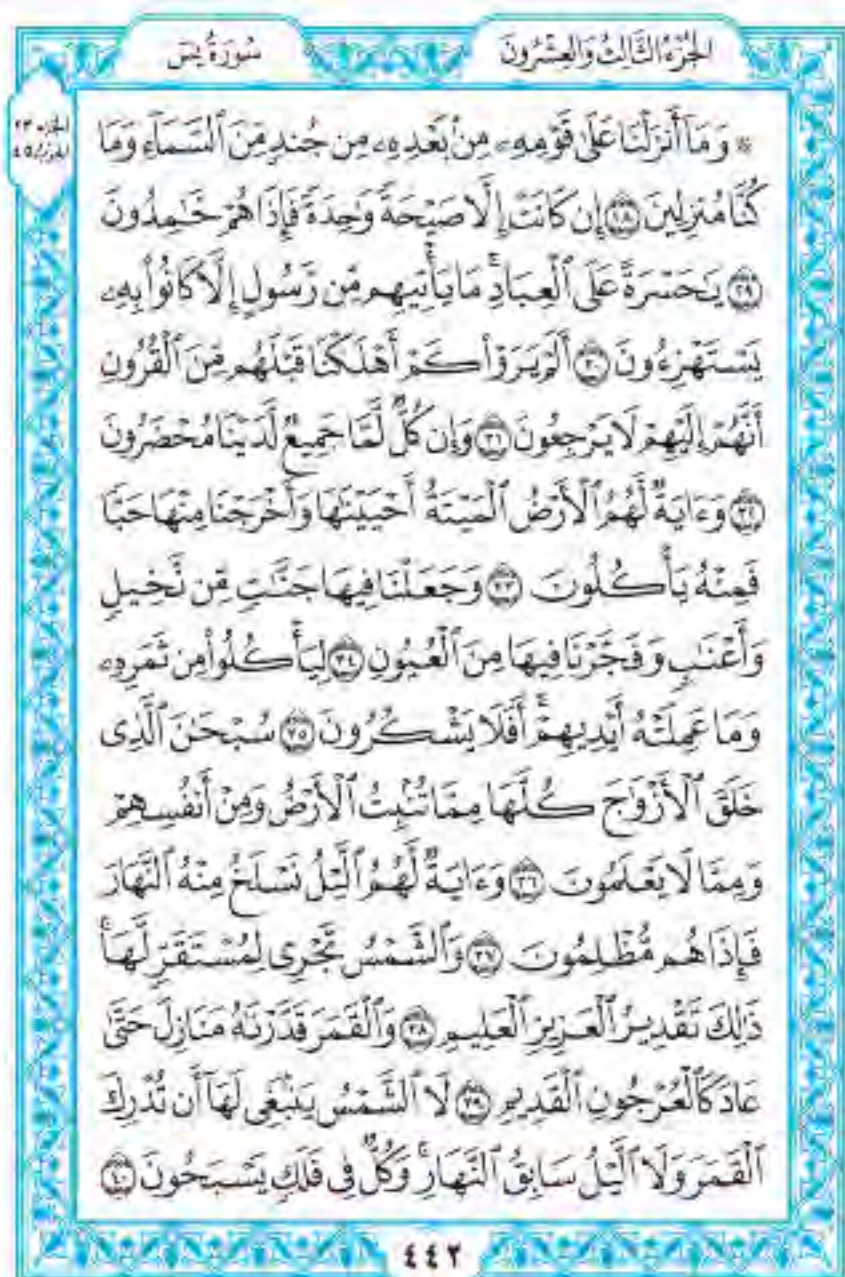 الجُزْءُ الثَّالِثُ وَالعِشْرُونَ
سُورَةُ يسٓ
الجزء ٢٣
الحزب ٤٥
۞ وَمَآ أَنزَلْنَا عَلَىٰ قَوْمِهِۦ مِنۢ بَعْدِهِۦ مِن جُندٍ مِّنَ ٱلسَّمَآءِ وَمَا
كُنَّا مُنزِلِينَ ٢٨ إِن كَانَتْ إِلَّا صَيْحَةً وَٰحِدَةً فَإِذَا هُمْ خَٰمِدُونَ
٢٩ يَٰحَسْرَةً عَلَى ٱلْعِبَادِ ۚ مَا يَأْتِيهِم مِّن رَّسُولٍ إِلَّا كَانُوا۟ بِهِۦ
يَسْتَهْزِءُونَ ٣٠ أَلَمْ يَرَوْا۟ كَمْ أَهْلَكْنَا قَبْلَهُم مِّنَ ٱلْقُرُونِ
أَنَّهُمْ إِلَيْهِمْ لَا يَرْجِعُونَ ٣١ وَإِن كُلٌّ لَّمَّا جَمِيعٌ لَّدَيْنَا مُحْضَرُونَ
٣٢ وَءَايَةٌ لَّهُمُ ٱلْأَرْضُ ٱلْمَيْتَةُ أَحْيَيْنَٰهَا وَأَخْرَجْنَا مِنْهَا حَبًّا
فَمِنْهُ يَأْكُلُونَ ٣٣ وَجَعَلْنَا فِيهَا جَنَّٰتٍ مِّن نَّخِيلٍ
وَأَعْنَٰبٍ وَفَجَّرْنَا فِيهَا مِنَ ٱلْعُيُونِ ٣٤ لِيَأْكُلُوا۟ مِن ثَمَرِهِۦ
وَمَا عَمِلَتْهُ أَيْدِيهِمْ ۖ أَفَلَا يَشْكُرُونَ ٣٥ سُبْحَٰنَ ٱلَّذِى
خَلَقَ ٱلْأَزْوَٰجَ كُلَّهَا مِمَّا تُنۢبِتُ ٱلْأَرْضُ وَمِنْ أَنفُسِهِمْ
وَمِمَّا لَا يَعْلَمُونَ ٣٦ وَءَايَةٌ لَّهُمُ ٱلَّيْلُ نَسْلَخُ مِنْهُ ٱلنَّهَارَ
فَإِذَا هُم مُّظْلِمُونَ ٣٧ وَٱلشَّمْسُ تَجْرِى لِمُسْتَقَرٍّ لَّهَا ۚ
ذَٰلِكَ تَقْدِيرُ ٱلْعَزِيزِ ٱلْعَلِيمِ ٣٨ وَٱلْقَمَرَ قَدَّرْنَٰهُ مَنَازِلَ حَتَّىٰ
عَادَ كَٱلْعُرْجُونِ ٱلْقَدِيمِ ٣٩ لَا ٱلشَّمْسُ يَنۢبَغِى لَهَآ أَن تُدْرِكَ
ٱلْقَمَرَ وَلَا ٱلَّيْلُ سَابِقُ ٱلنَّهَارِ ۚ وَكُلٌّ فِى فَلَكٍ يَسْبَحُونَ ٤٠
٤٤٢